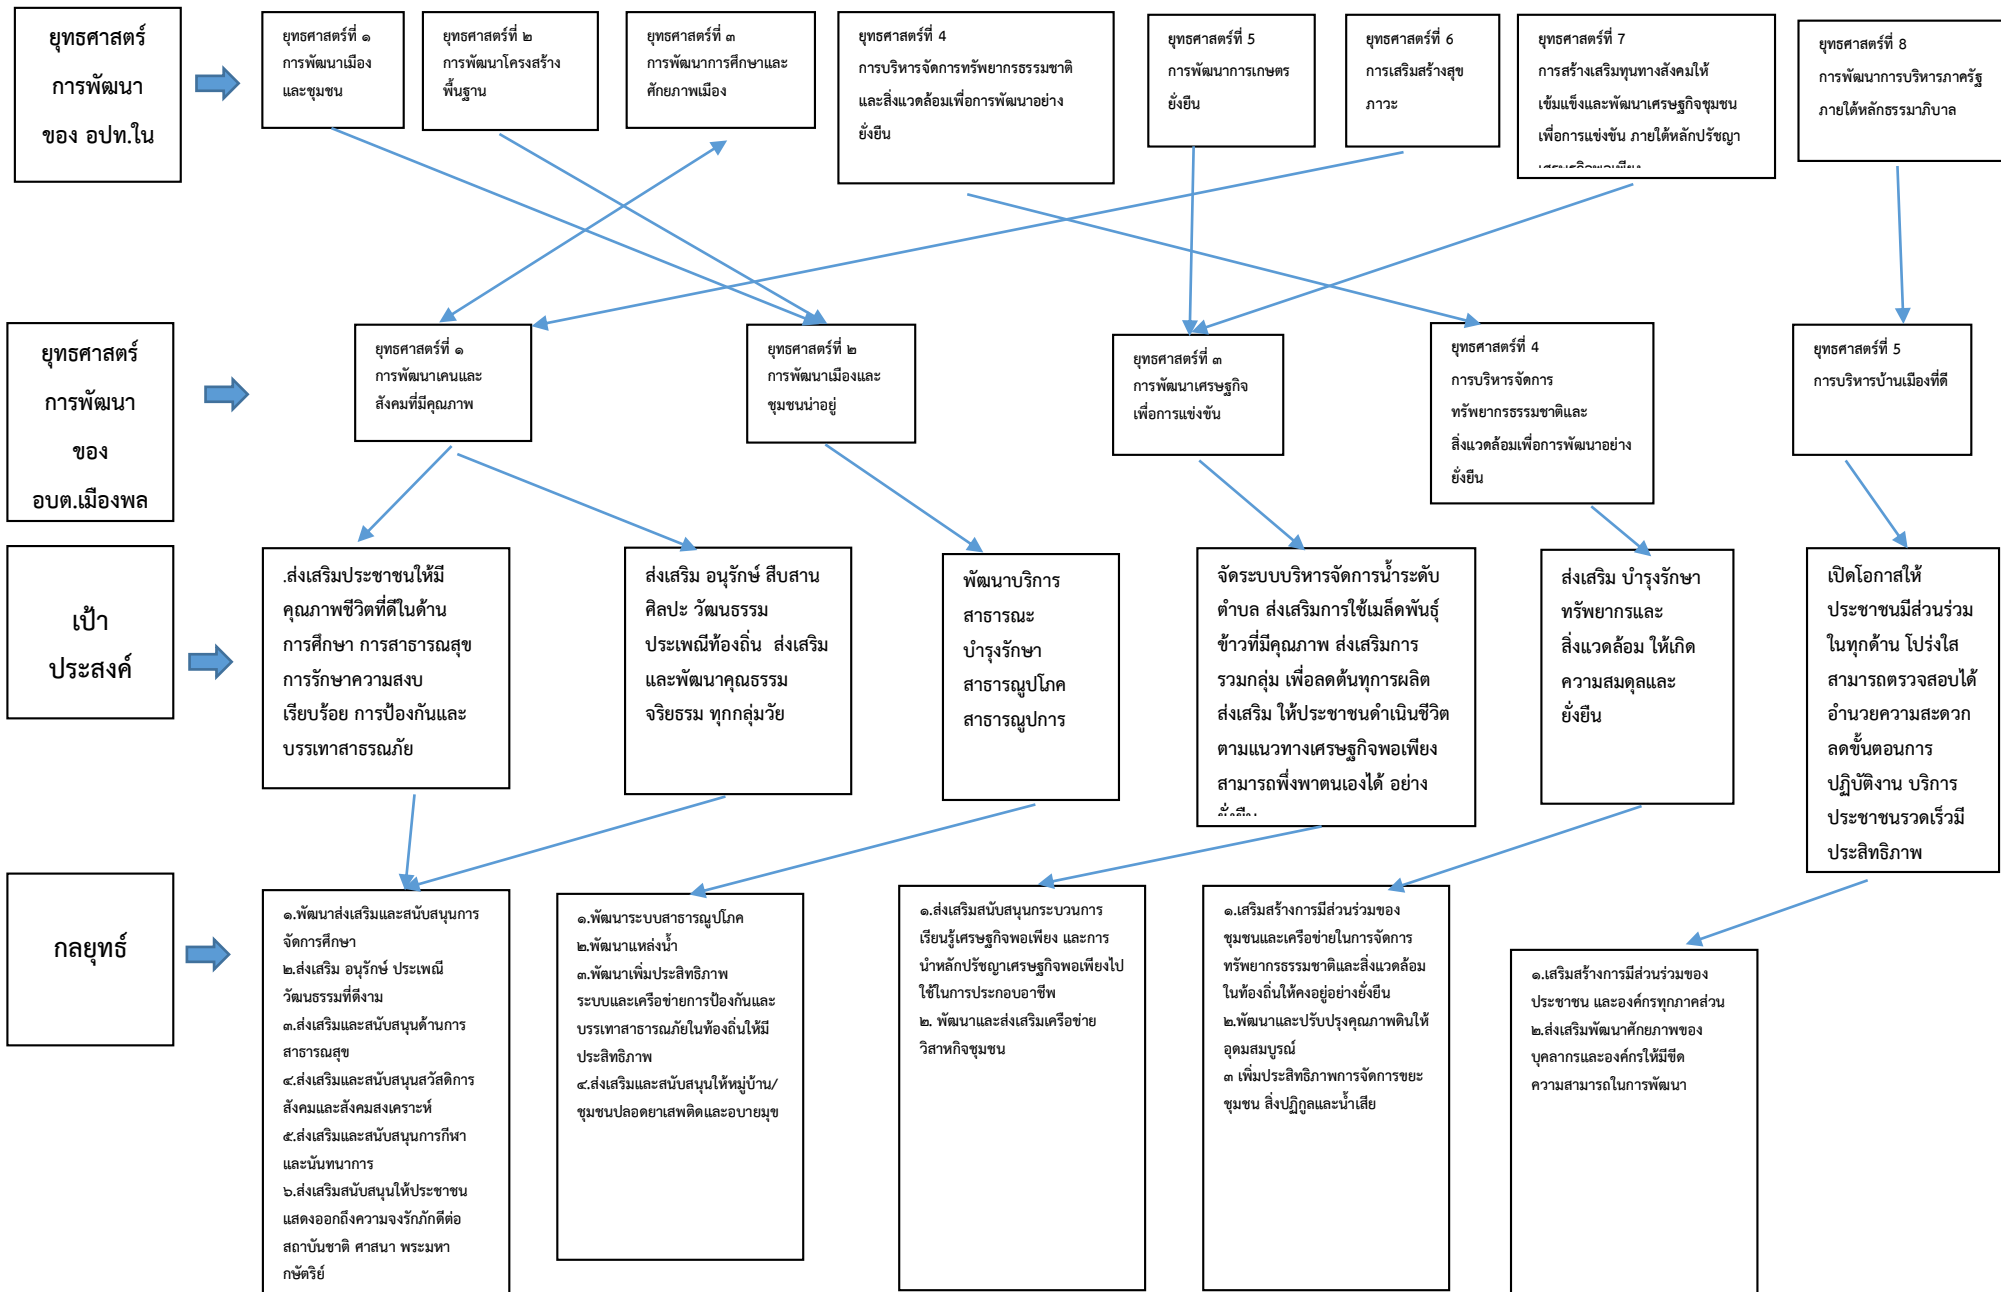 ยุทธศาสตร์
การพัฒนา
ของ อปท.ใน
ยุทธศาสตร์ที่ ๑
การพัฒนาเมือง
และชุมชน
ยุทธศาสตร์ที่ ๒
การพัฒนาโครงสร้าง
พื้นฐาน
ยุทธศาสตร์ที่ ๓
การพัฒนาการศึกษาและ
ศักยภาพเมือง
ยุทธศาสตร์ที่ 4
การบริหารจัดการทรัพยากรธรรมชาติ
และสิ่งแวดล้อมเพื่อการพัฒนาอย่าง
ยั่งยืน
ยุทธศาสตร์ที่ 5
การพัฒนาการเกษตร
ยั่งยืน
ยุทธศาสตร์ที่ 6
การเสริมสร้างสุข
ภาวะ
ยุทธศาสตร์ที่ 7
การสร้างเสริมทุนทางสังคมให้
เข้มแข็งและพัฒนาเศรษฐกิจชุมชน
เพื่อการแข่งขัน ภายใต้หลักปรัชญา
เศรษฐกิจพอเพียง
ยุทธศาสตร์ที่ 8
การพัฒนาการบริหารภาครัฐ
ภายใต้หลักธรรมาภิบาล
ยุทธศาสตร์
การพัฒนา
ของ
อบต.เมืองพล
ยุทธศาสตร์ที่ ๑
การพัฒนาเคนและ
สังคมที่มีคุณภาพ
ยุทธศาสตร์ที่ ๒
การพัฒนาเมืองและ
ชุมชนน่าอยู่
ยุทธศาสตร์ที่ ๓
การพัฒนาเศรษฐกิจ
เพื่อการแข่งขัน
ยุทธศาสตร์ที่ 4
การบริหารจัดการ
ทรัพยากรธรรมชาติและ
สิ่งแวดล้อมเพื่อการพัฒนาอย่าง
ยั่งยืน
ยุทธศาสตร์ที่ 5
การบริหารบ้านเมืองที่ดี
เป้า
ประสงค์
.ส่งเสริมประชาชนให้มี
คุณภาพชีวิตที่ดีในด้าน
การศึกษา การสาธารณสุข
การรักษาความสงบ
เรียบร้อย การป้องกันและ
บรรเทาสาธรณภัย
ส่งเสริม อนุรักษ์ สืบสาน
ศิลปะ วัฒนธรรม
ประเพณีท้องถิ่น  ส่งเสริม
และพัฒนาคุณธรรม
จริยธรรม ทุกกลุ่มวัย
พัฒนาบริการ
สาธารณะ
บำรุงรักษา
สาธารณูปโภค
สาธารณูปการ
จัดระบบบริหารจัดการน้ำระดับ
ตำบล ส่งเสริมการใช้เมล็ดพันธุ์
ข้าวที่มีคุณภาพ ส่งเสริมการ
รวมกลุ่ม เพื่อลดต้นทุการผลิต
ส่งเสริม ให้ประชาชนดำเนินชีวิต
ตามแนวทางเศรษฐกิจพอเพียง
สามารถพึ่งพาตนเองได้ อย่าง
ยั่งยืน
ส่งเสริม บำรุงรักษา
ทรัพยากรและ
สิ่งแวดล้อม ให้เกิด
ความสมดุลและ
ยั่งยืน
เปิดโอกาสให้
ประชาชนมีส่วนร่วม
ในทุกด้าน โปร่งใส
สามารถตรวจสอบได้
อำนวยความสะดวก
ลดขั้นตอนการ
ปฏิบัติงาน บริการ
ประชาชนรวดเร็วมี
ประสิทธิภาพ
กลยุทธ์
๑.พัฒนาส่งเสริมและสนับสนุนการ
จัดการศึกษา
๒.ส่งเสริม อนุรักษ์ ประเพณี
วัฒนธรรมที่ดีงาม
๓.ส่งเสริมและสนับสนุนด้านการ
สาธารณสุข
๔.ส่งเสริมและสนับสนุนสวัสดิการ
สังคมและสังคมสงเคราะห์
๕.ส่งเสริมและสนับสนุนการกีฬา
และนันทนาการ
๖.ส่งเสริมสนับสนุนให้ประชาชน
แสดงออกถึงความจงรักภักดีต่อ
สถาบันชาติ ศาสนา พระมหา
กษัตริย์
๑.พัฒนาระบบสาธารณูปโภค
๒.พัฒนาแหล่งน้ำ
๓.พัฒนาเพิ่มประสิทธิภาพ
ระบบและเครือข่ายการป้องกันและ
บรรเทาสาธารณภัยในท้องถิ่นให้มี
ประสิทธิภาพ
๔.ส่งเสริมและสนับสนุนให้หมู่บ้าน/
ชุมชนปลอดยาเสพติดและอบายมุข
๑.ส่งเสริมสนับสนุนกระบวนการ
เรียนรู้เศรษฐกิจพอเพียง และการ
นำหลักปรัชญาเศรษฐกิจพอเพียงไป
ใช้ในการประกอบอาชีพ
๒. พัฒนาและส่งเสริมเครือข่าย
วิสาหกิจชุมชน
๑.เสริมสร้างการมีส่วนร่วมของ
ชุมชนและเครือข่ายในการจัดการ
ทรัพยากรธรรมชาติและสิ่งแวดล้อม
ในท้องถิ่นให้คงอยู่อย่างยั่งยืน
๒.พัฒนาและปรับปรุงคุณภาพดินให้
อุดมสมบูรณ์
๓ เพิ่มประสิทธิภาพการจัดการขยะ
ชุมชน สิ่งปฏิกูลและน้ำเสีย
๑.เสริมสร้างการมีส่วนร่วมของ
ประชาชน และองค์กรทุกภาคส่วน
๒.ส่งเสริมพัฒนาศักยภาพของ
บุคลากรและองค์กรให้มีขีด
ความสามารถในการพัฒนา